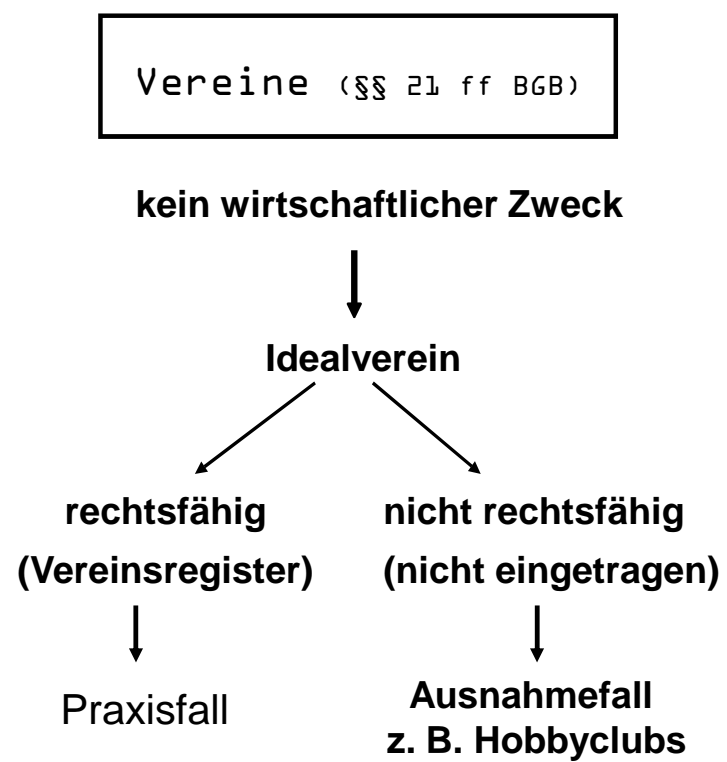 Vereine (§§ 21 ff BGB)
kein wirtschaftlicher Zweck
Idealverein
rechtsfähig
(Vereinsregister)
nicht rechtsfähig
(nicht eingetragen)
Praxisfall
Ausnahmefall
z. B. Hobbyclubs